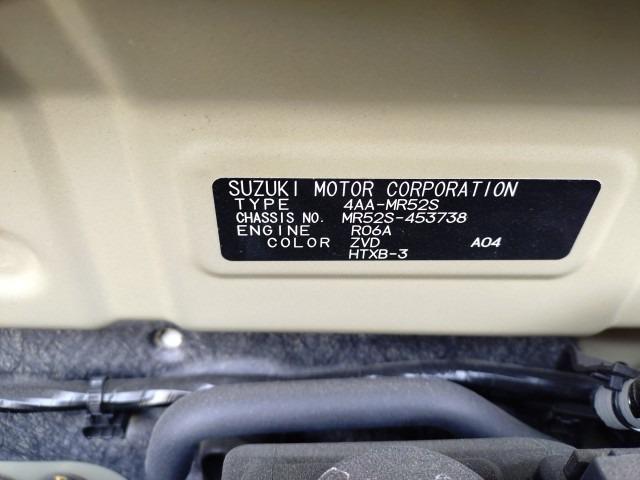 SUZUKI MOTOR CORPORATION
TYPE 4AA-MR52S
CHASSIS NO. MR52S-453738
ENGINE R06A
COLOR ZVD A04
HTXB-3